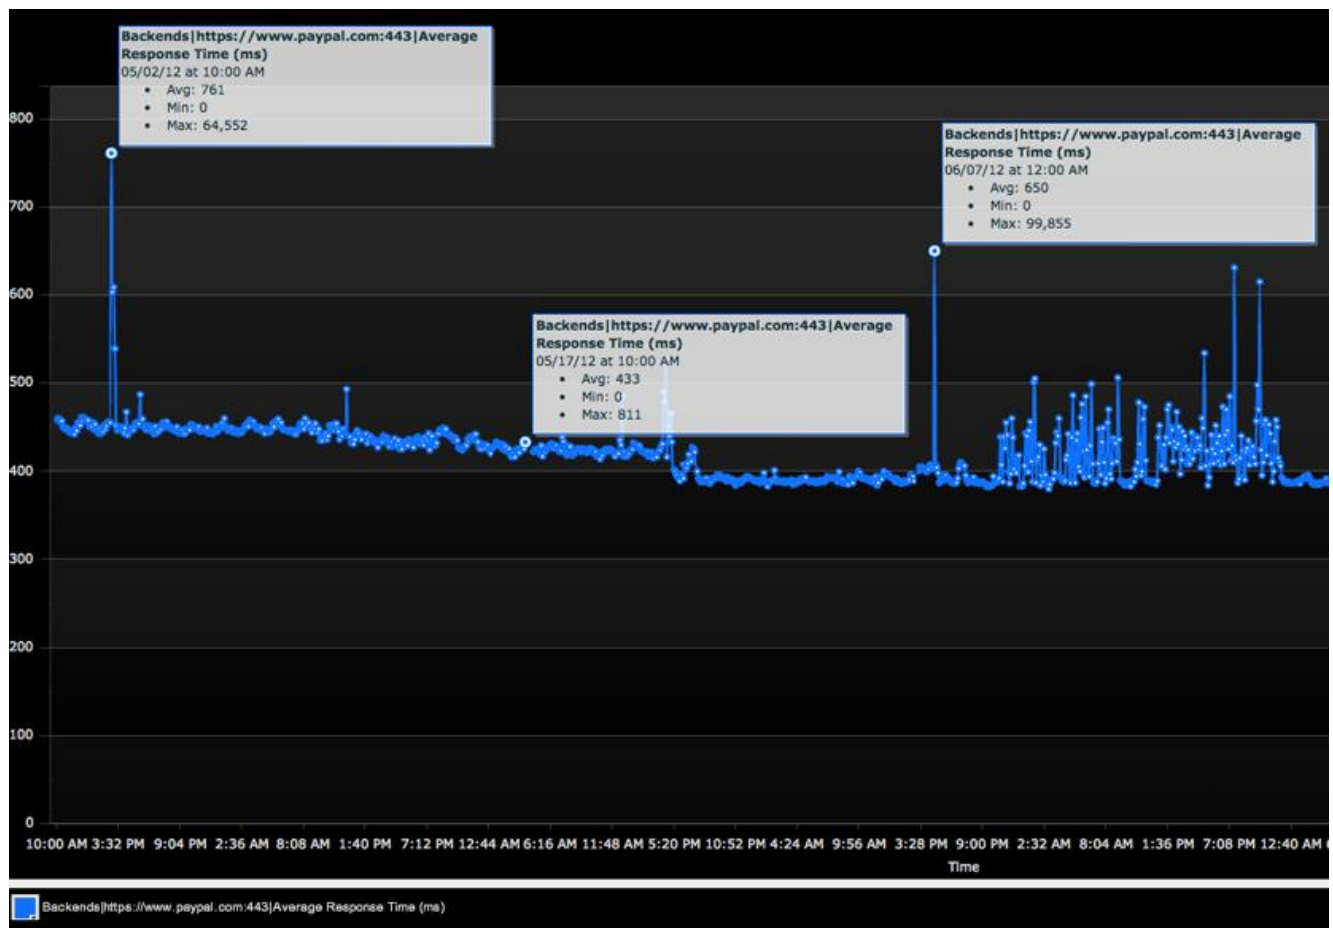 Backends|https://www.paypal.com:443|Average
Response Time (ms)
05/02/12 at 10:00 AM
• Avg: 761
• Min: 0
• Max: 64,552
Backends|https://www.paypal.com:443|Average
Response Time (ms)
06/07/12 at 12:00 AM
• Avg: 650
• Min: 0
• Max: 99,855
Backends|https://www.paypal.com:443|Average
Response Time (ms)
05/17/12 at 10:00 AM
• Avg: 433
• Min: 0
• Max: 811
800
700
600
500
400
300
200
100
0
10:00 AM 3:32 PM 9:04 PM 2:36 AM 8:08 AM 1:40 PM 7:12 PM 12:44 AM 6:16 AM 11:48 AM 5:20 PM 10:52 PM 4:24 AM 9:56 AM 3:28 PM 9:00 PM 2:32 AM 8:04 AM 1:36 PM 7:08 PM 12:40 AM
Time
Backends|https://www.paypal.com:443|Average Response Time (ms)